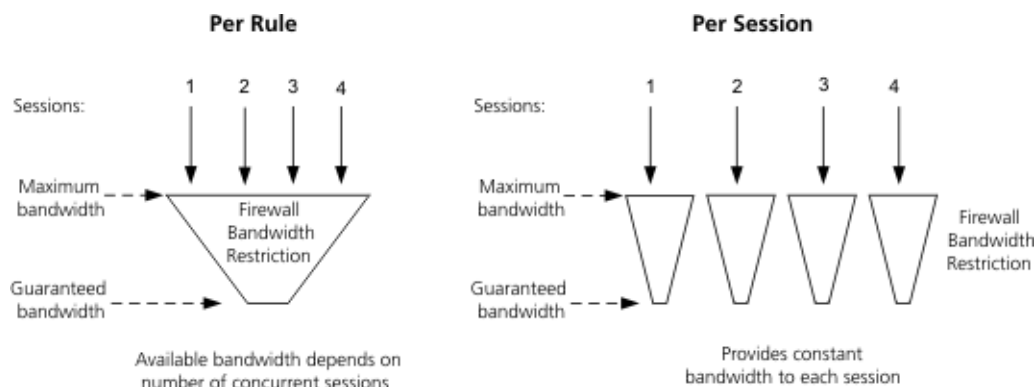 Per Rule
Sessions:
1 2 3 4
Maximum
bandwidth
Firewall
Bandwidth
Restriction
Guaranteed
bandwidth
Available bandwidth depends on
number of concurrent sessions
Per Session
Sessions:
1 2 3 4
Maximum
bandwidth
Firewall
Bandwidth
Restriction
Guaranteed
bandwidth
Provides constant
bandwidth to each session